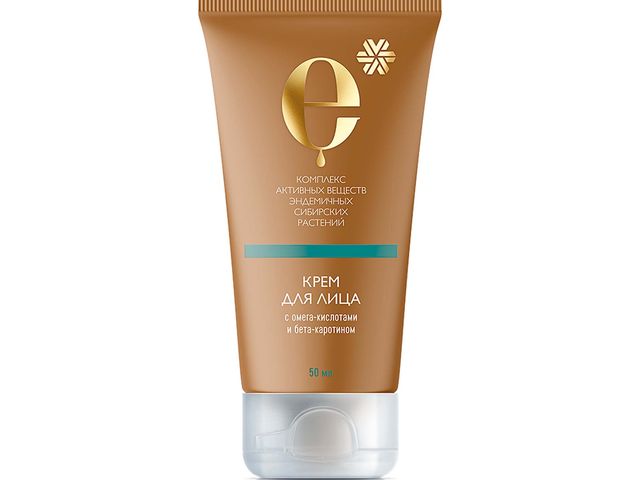 е
КОМПЛЕКС
АКТИВНЫХ ВЕЩЕСТВ
ЭНДЕМИЧНЫХ
СИБИРСКИХ
РАСТЕНИЙ
КРЕМ
ДЛЯ ЛИЦА
с омега-кислотами
и бета-каротином
50 мл.